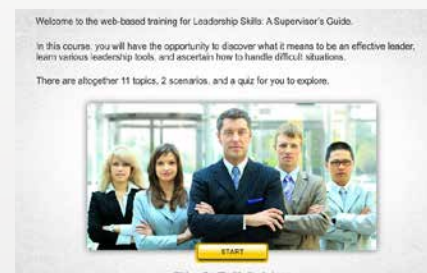 Welcome to the web-based training for Leadership Skills: A Supervisor's Guide.
In this course, you will have the opportunity to discover what it means to be an effective leader,
learn various leadership tools, and ascertain how to handle difficult situations.
There are altogether 11 topics, 2 scenarios, and a quiz for you to explore.
START